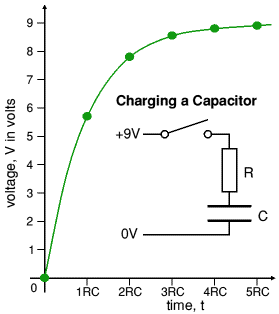 voltage, V in volts
9
8
7
6
5
4
3
2
1
0
Charging a Capacitor
+9V
R
C
0V
1RC 2RC 3RC 4RC 5RC
time, t